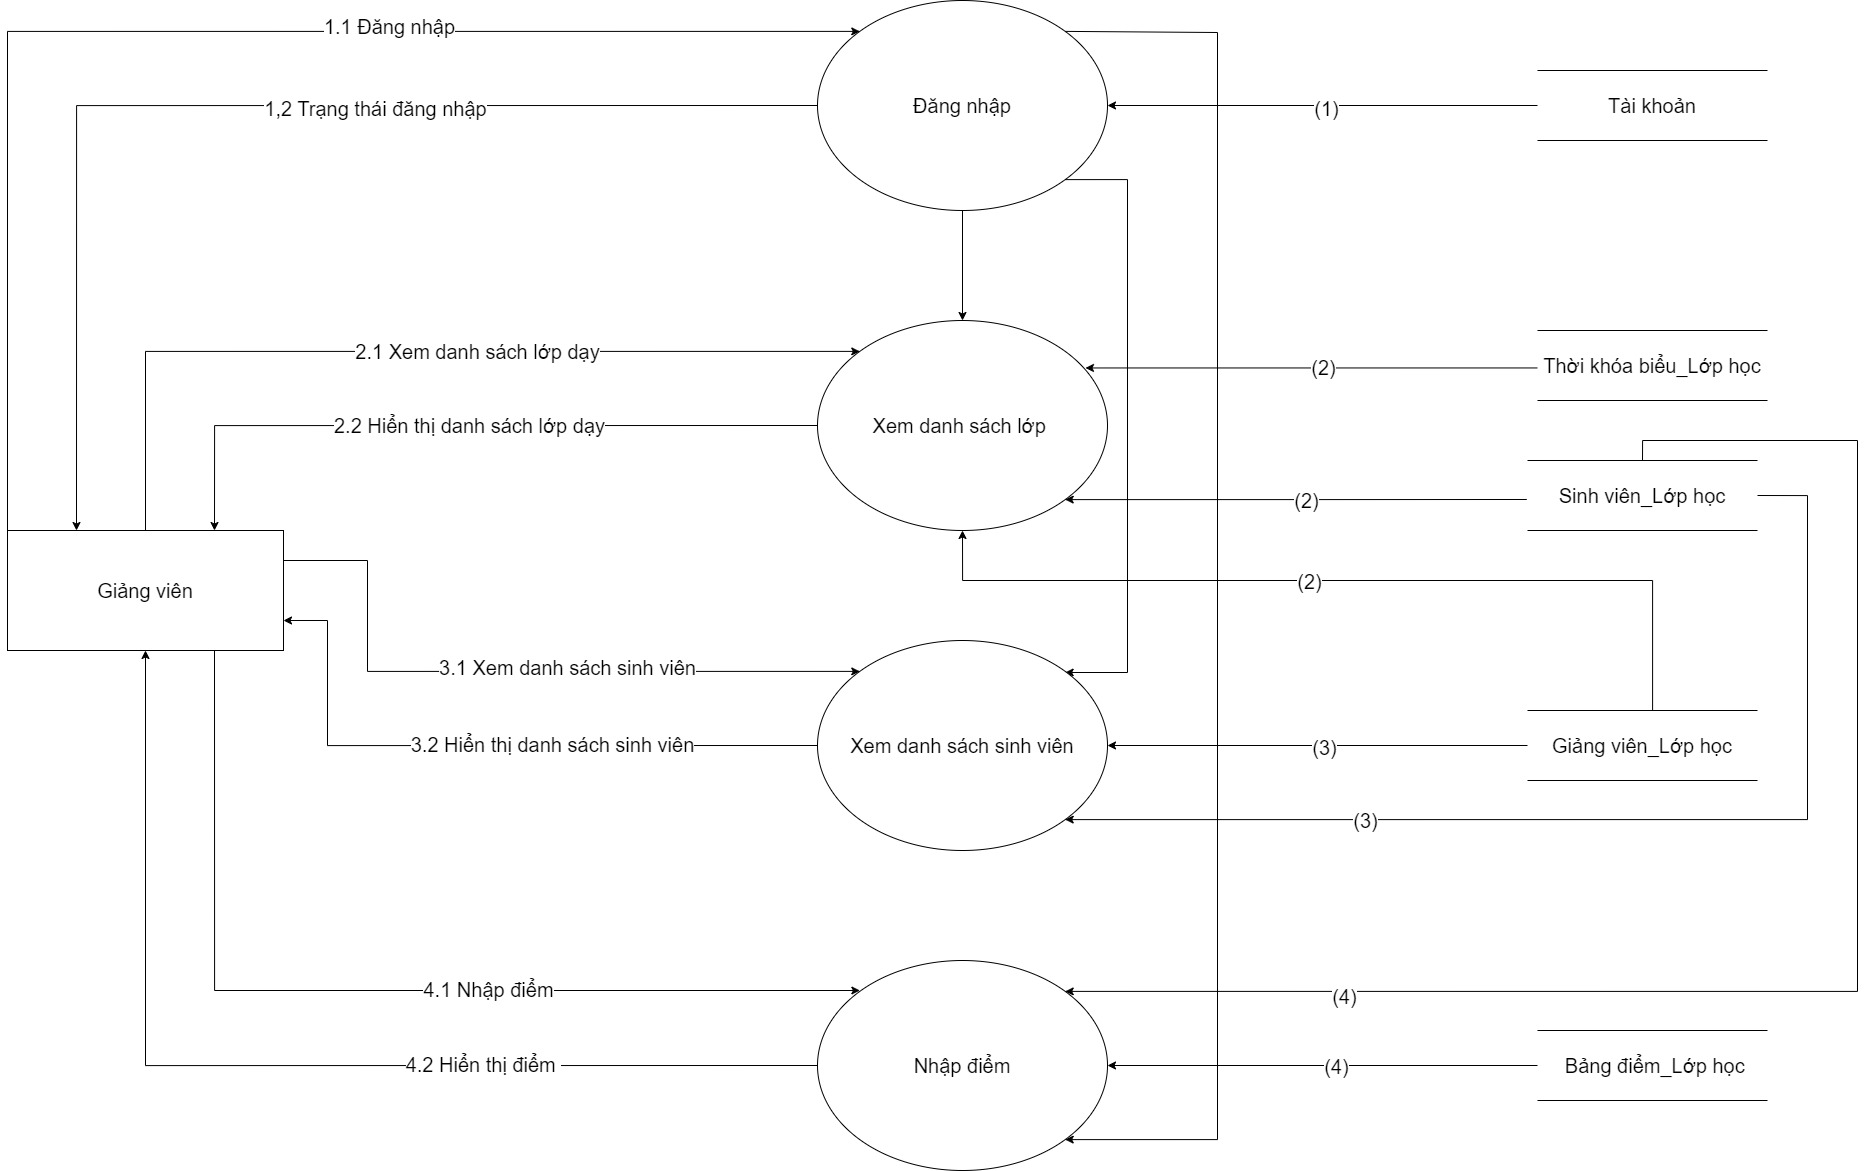 1.1 Đăng nhập
1,2 Trạng thái đăng nhập
Đăng nhập
(1)
Tài khoản
2.1 Xem danh sách lớp dạy
(2)
Thời khóa biểu_Lớp học
2.2 Hiển thị danh sách lớp dạy
Xem danh sách lớp
(2)
Sinh viên_Lớp học
Giảng viên
(2)
3.1 Xem danh sách sinh viên
3.2 Hiển thị danh sách sinh viên
Xem danh sách sinh viên
(3)
Giảng viên_Lớp học
(3)
4.1 Nhập điểm
(4)
4.2 Hiển thị điểm
Nhập điểm
(4)
Bảng điểm_Lớp học